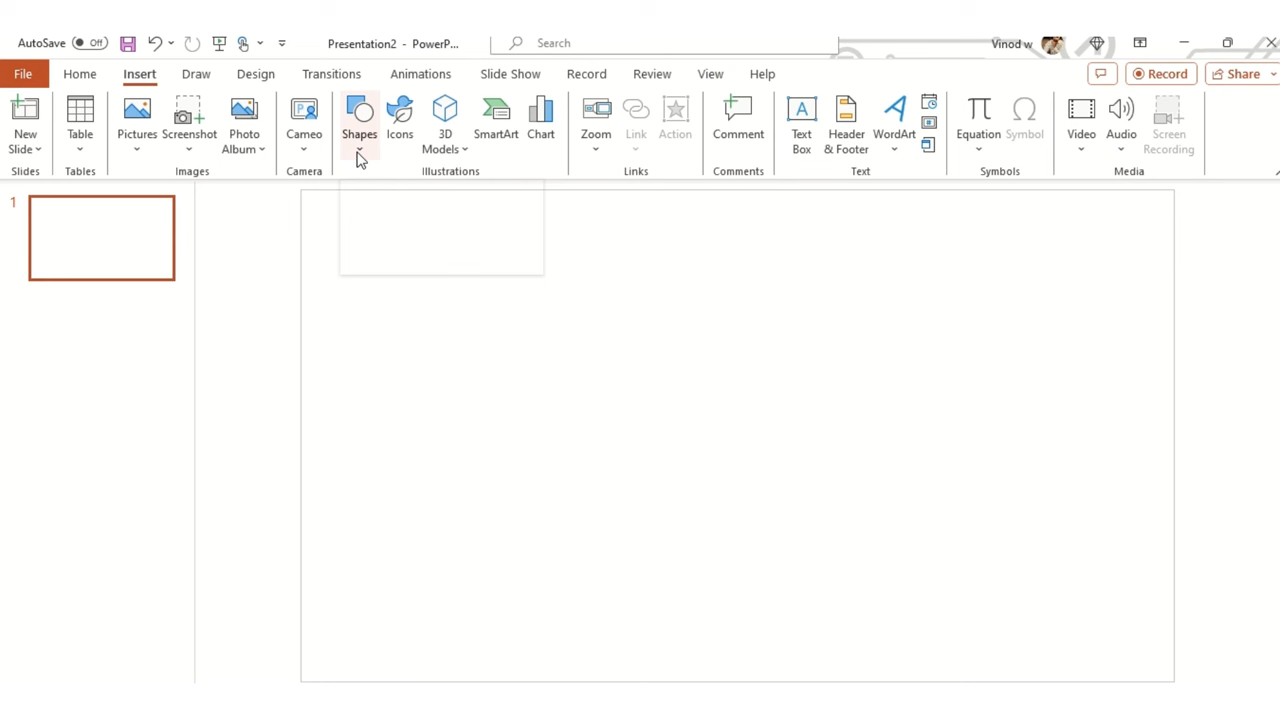 AutoSave Off Presentation2 - PowerP... Search Vinod w
File Home Insert Draw Design Transitions Animations Slide Show Record Review View Help Record Share
New Slide Table Pictures Screenshot Photo Album Cameo Shapes Icons 3D Models SmartArt Chart Zoom Link Action Comment Text Box Header & Footer WordArt Equation Symbol Video Audio Screen Recording
Slides Tables Images Camera Illustrations Links Comments Text Symbols Media
1